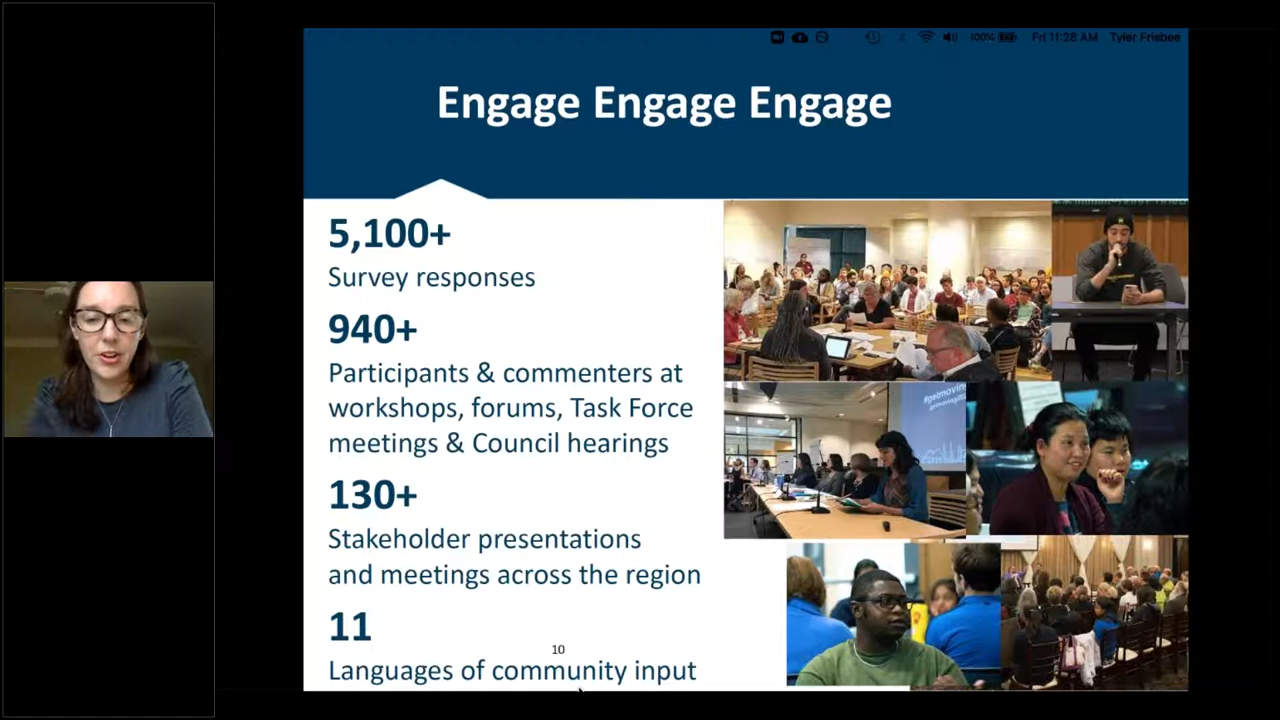 100% Fri 11:28 AM Tyler Frisbee
Engage Engage Engage
5,100+
Survey responses
940+
Participants & commenters at
workshops, forums, Task Force
meetings & Council hearings
130+
Stakeholder presentations
and meetings across the region
11
10
Languages of community input